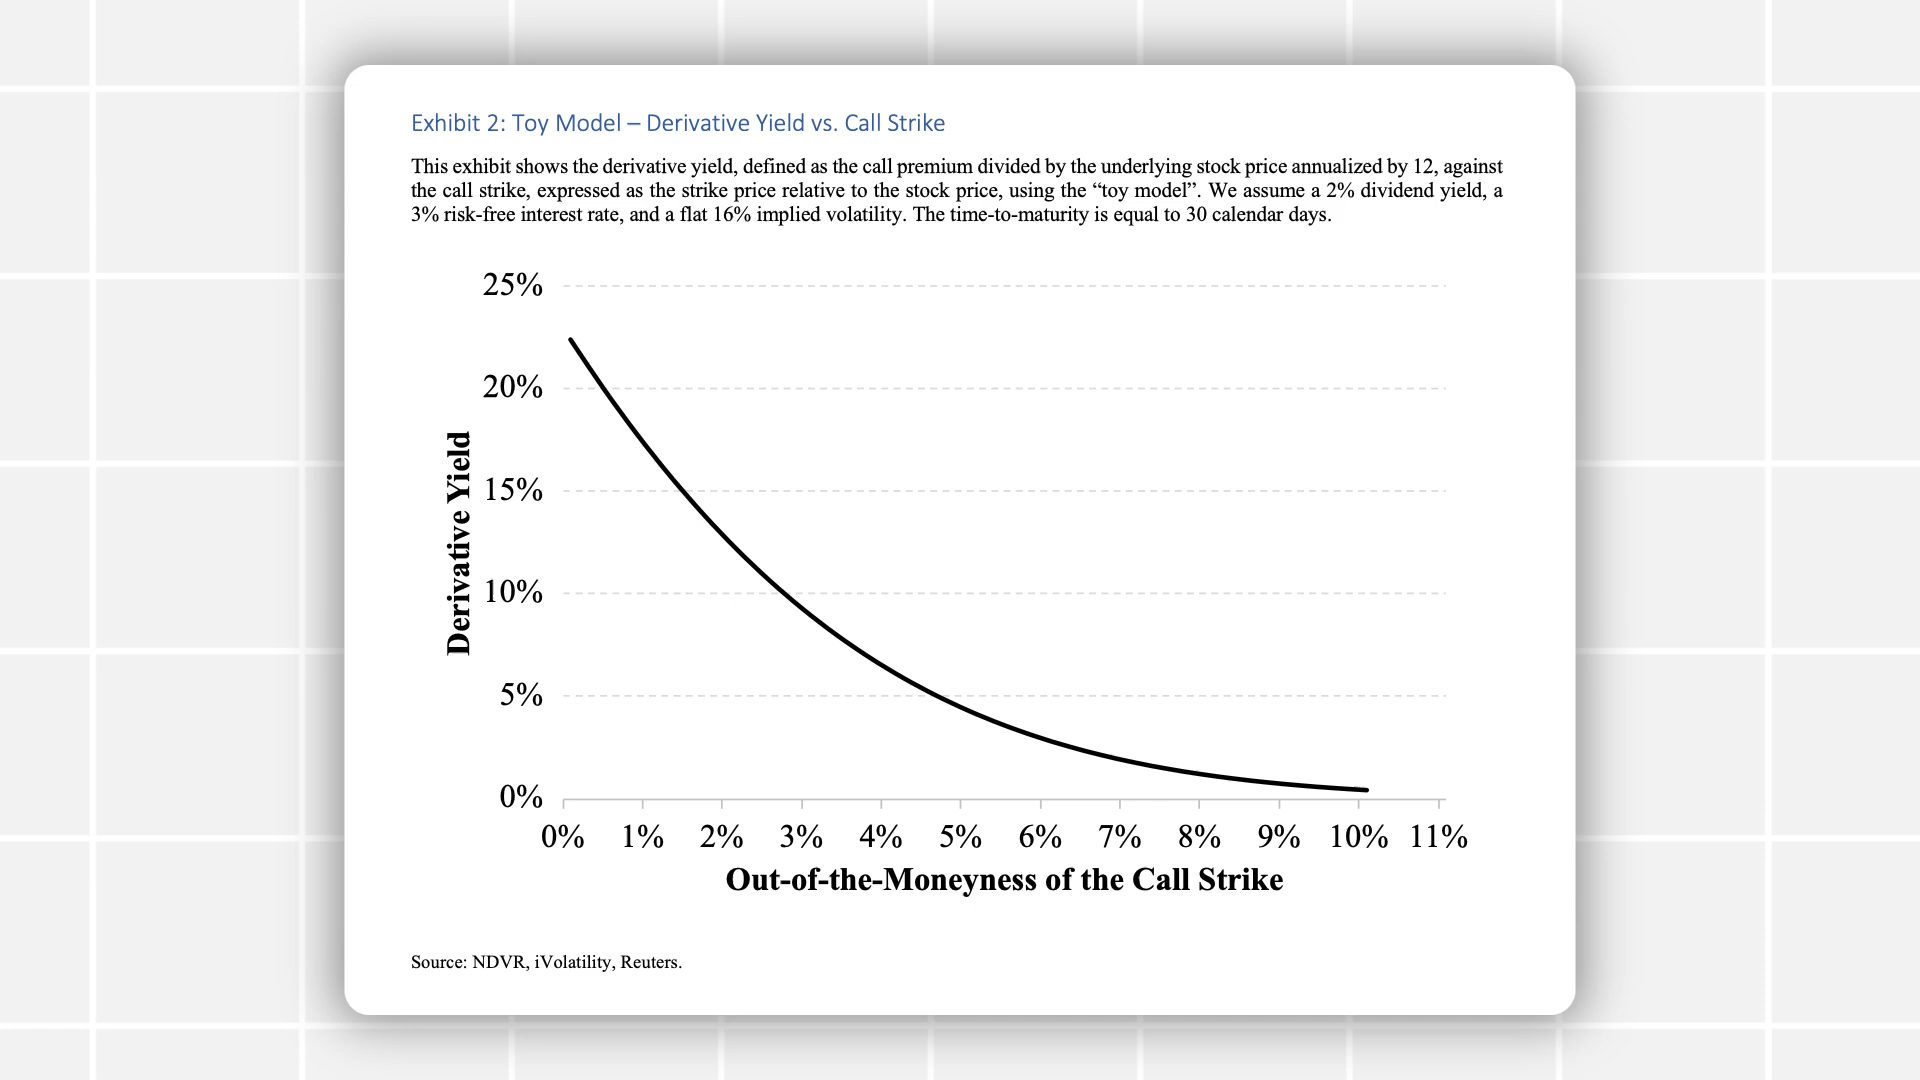 Exhibit 2: Toy Model – Derivative Yield vs. Call Strike
This exhibit shows the derivative yield, defined as the call premium divided by the underlying stock price annualized by 12, against
the call strike, expressed as the strike price relative to the stock price, using the “toy model”. We assume a 2% dividend yield, a
3% risk-free interest rate, and a flat 16% implied volatility. The time-to-maturity is equal to 30 calendar days.
25%
20%
15%
10%
5%
0%
Derivative Yield
0% 1% 2% 3% 4% 5% 6% 7% 8% 9% 10% 11%
Out-of-the-Moneyness of the Call Strike
Source: NDVR, iVolatility, Reuters.